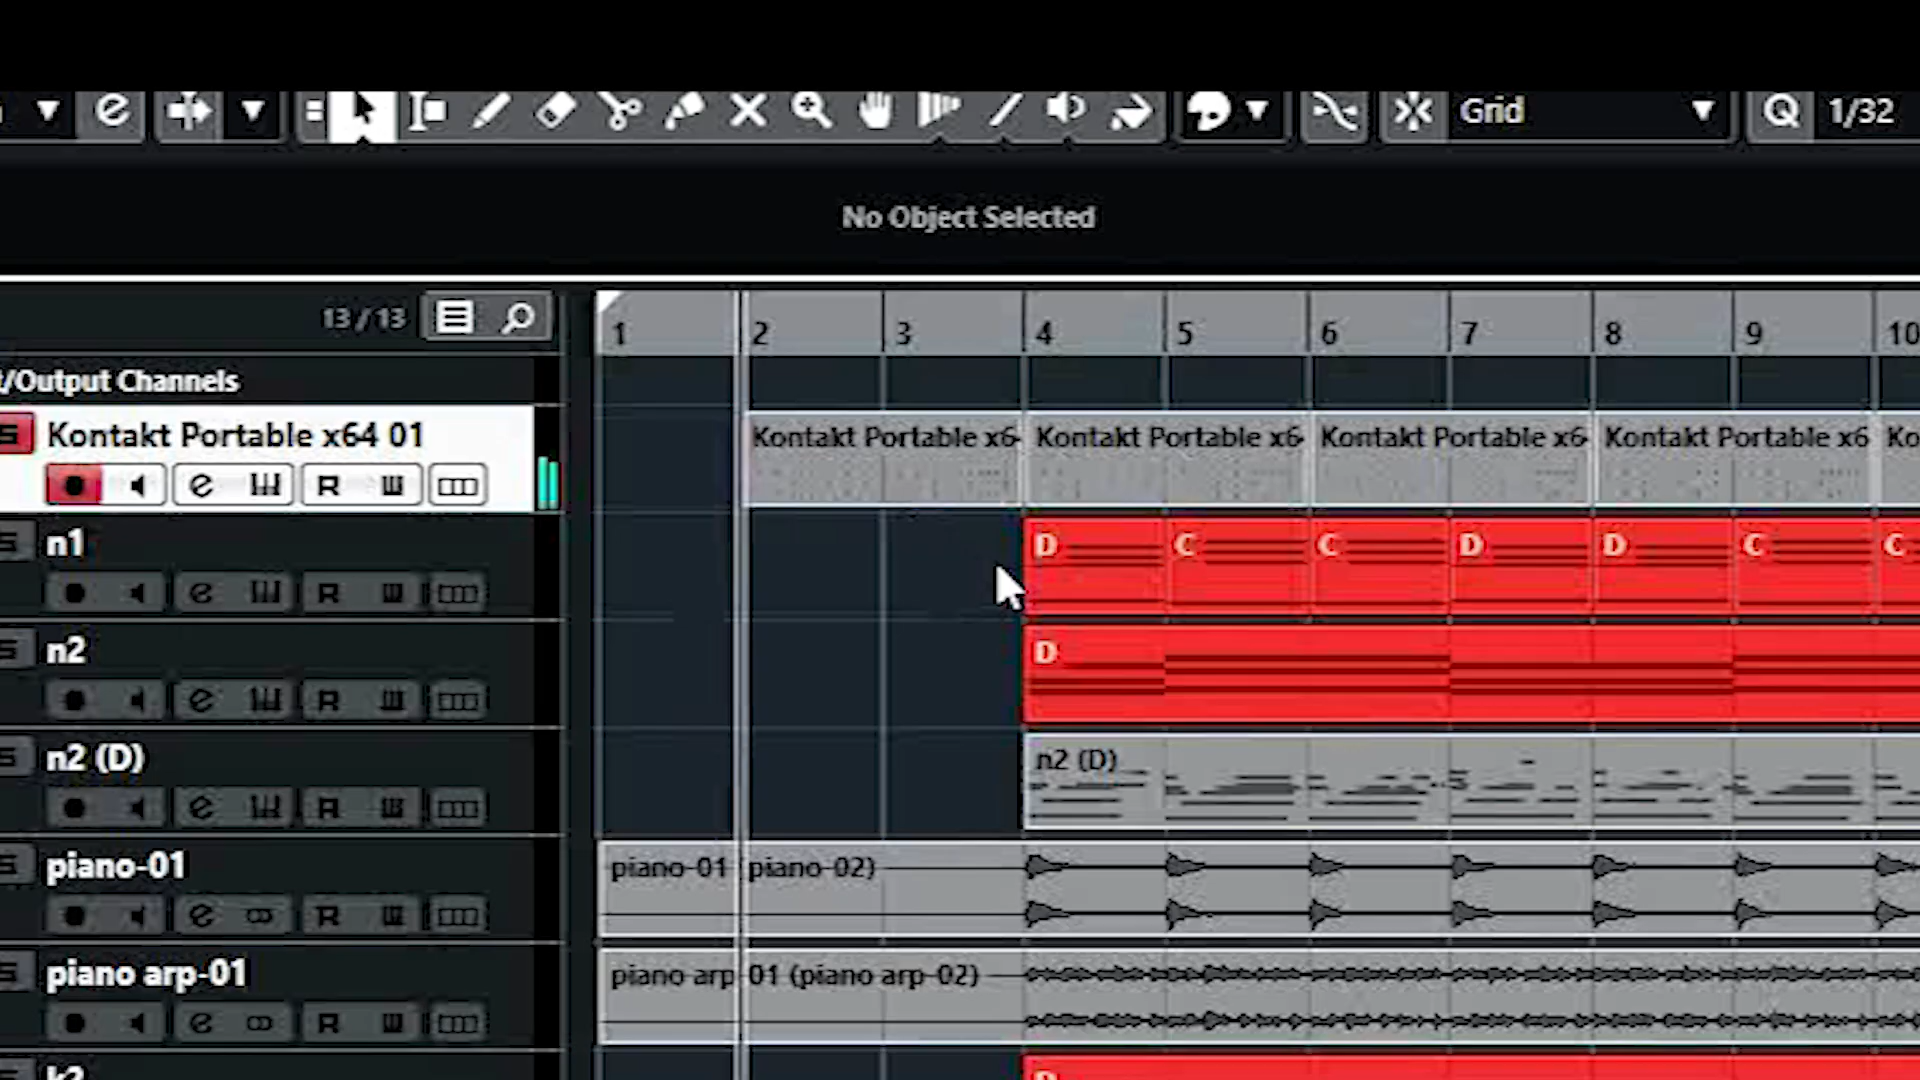 Grid
Q 1/32
No Object Selected
13 / 13
1 2 3 4 5 6 7 8 9 10
t/Output Channels
S Kontakt Portable x64 01
e R
Kontakt Portable x6 Kontakt Portable x6 Kontakt Portable x6 Kontakt Portable x6 Ko
S n1
e R
D C C D D C C
S n2
e R
D
S n2 (D)
e R
n2 (D)
S piano-01
e R
piano-01 (piano-02)
S piano arp-01
e R
piano arp-01 (piano arp-02)
k2
D